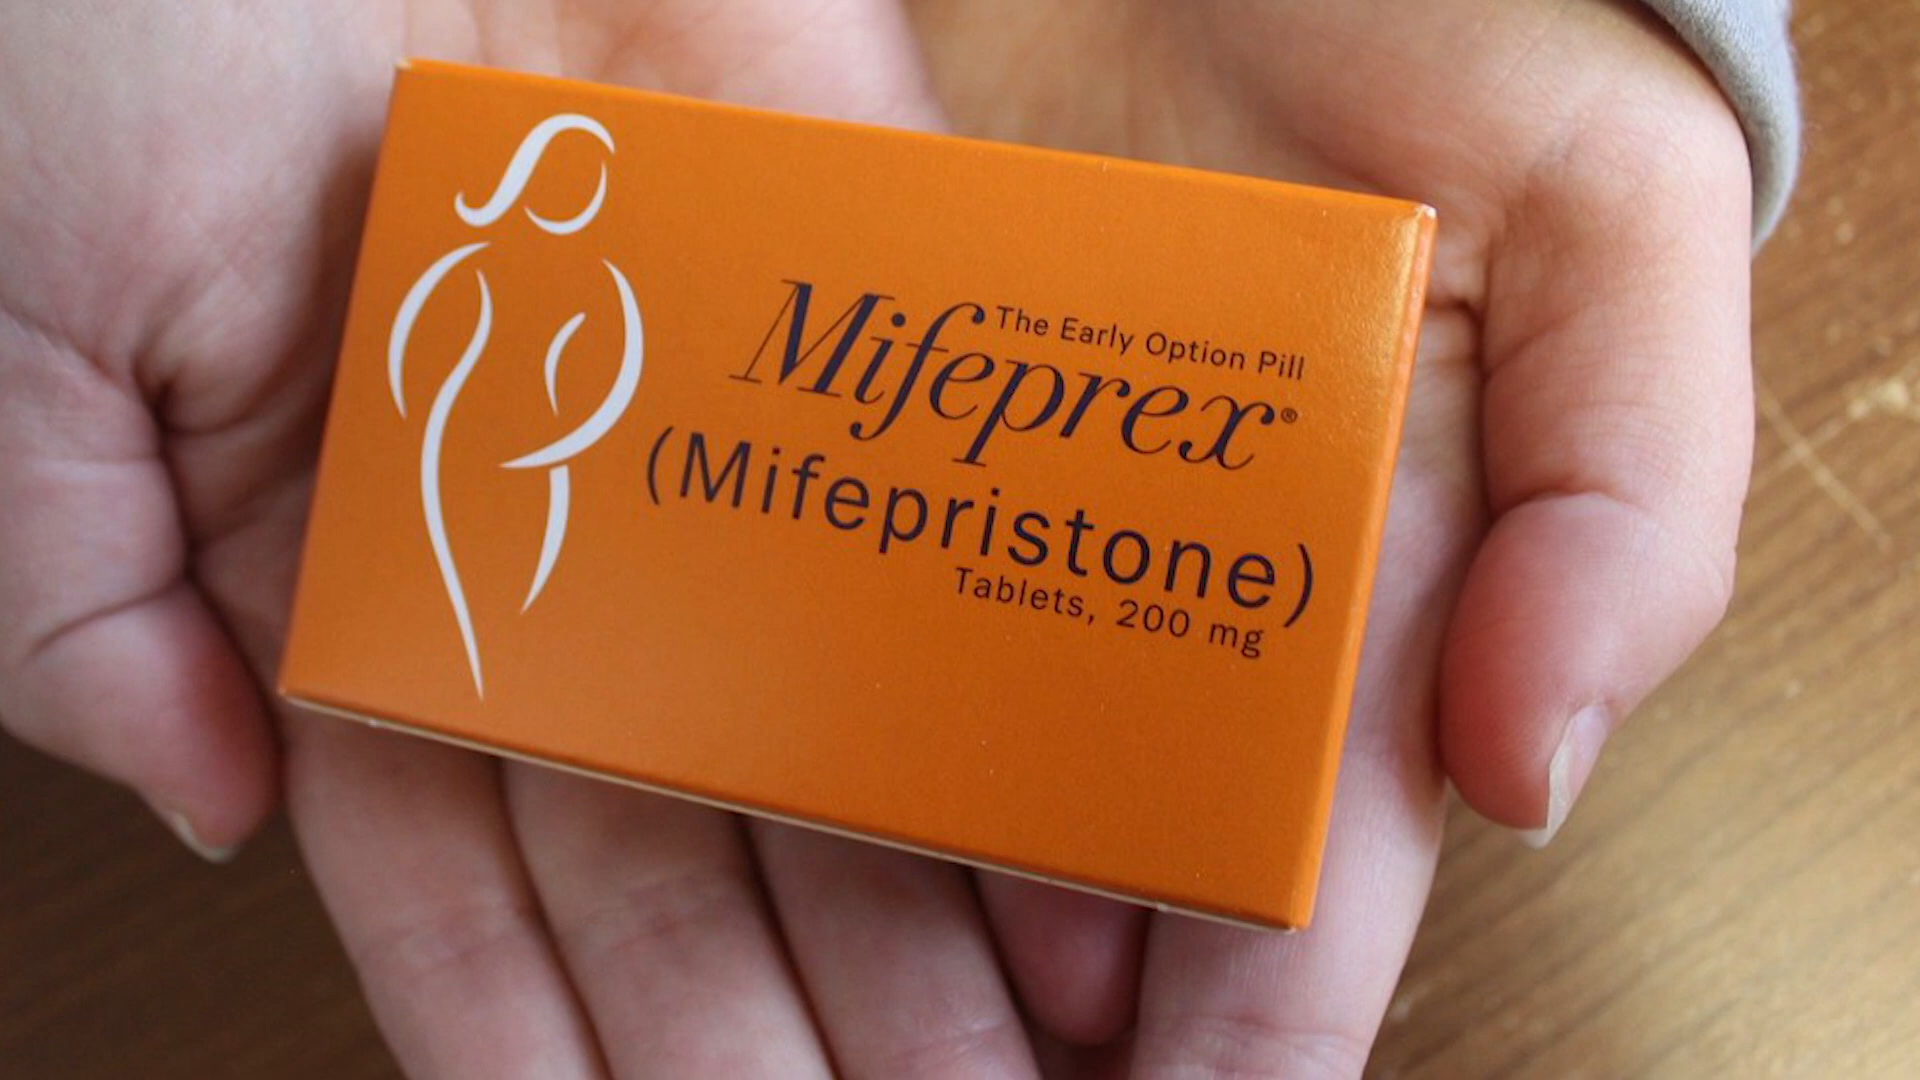 The Early Option Pill
Mifeprex®
(Mifepristone)
Tablets, 200 mg